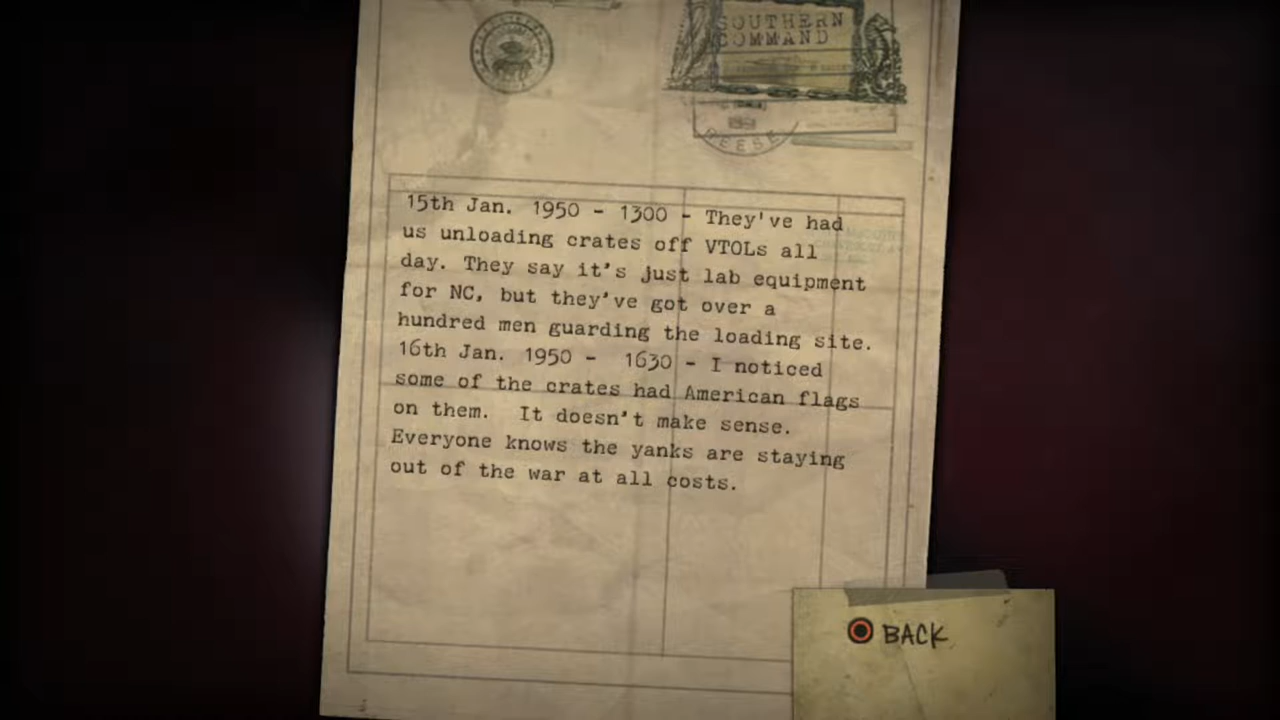 SOUTHERN
COMMAND
REESE
15th Jan. 1950 - 1300 - They've had
us unloading crates off VTOLs all
day. They say it's just lab equipment
for NC, but they've got over a
hundred men guarding the loading site.
16th Jan. 1950 -  1630 - I noticed
some of the crates had American flags
on them.  It doesn't make sense.
Everyone knows the yanks are staying
out of the war at all costs.
BACK